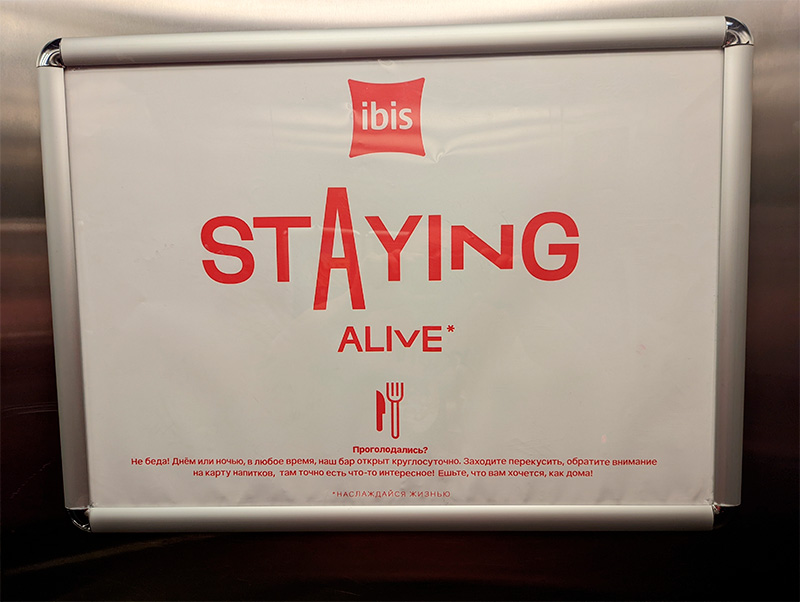 ibis
STAYING
ALIVE*
Проголодались?
Не беда! Днём или ночью, в любое время, наш бар открыт круглосуточно. Заходите перекусить, обратите внимание
на карту напитков, там точно есть что-то интересное! Ешьте, что вам хочется, как дома!
*НАСЛАЖДАЙСЯ ЖИЗНЬЮ